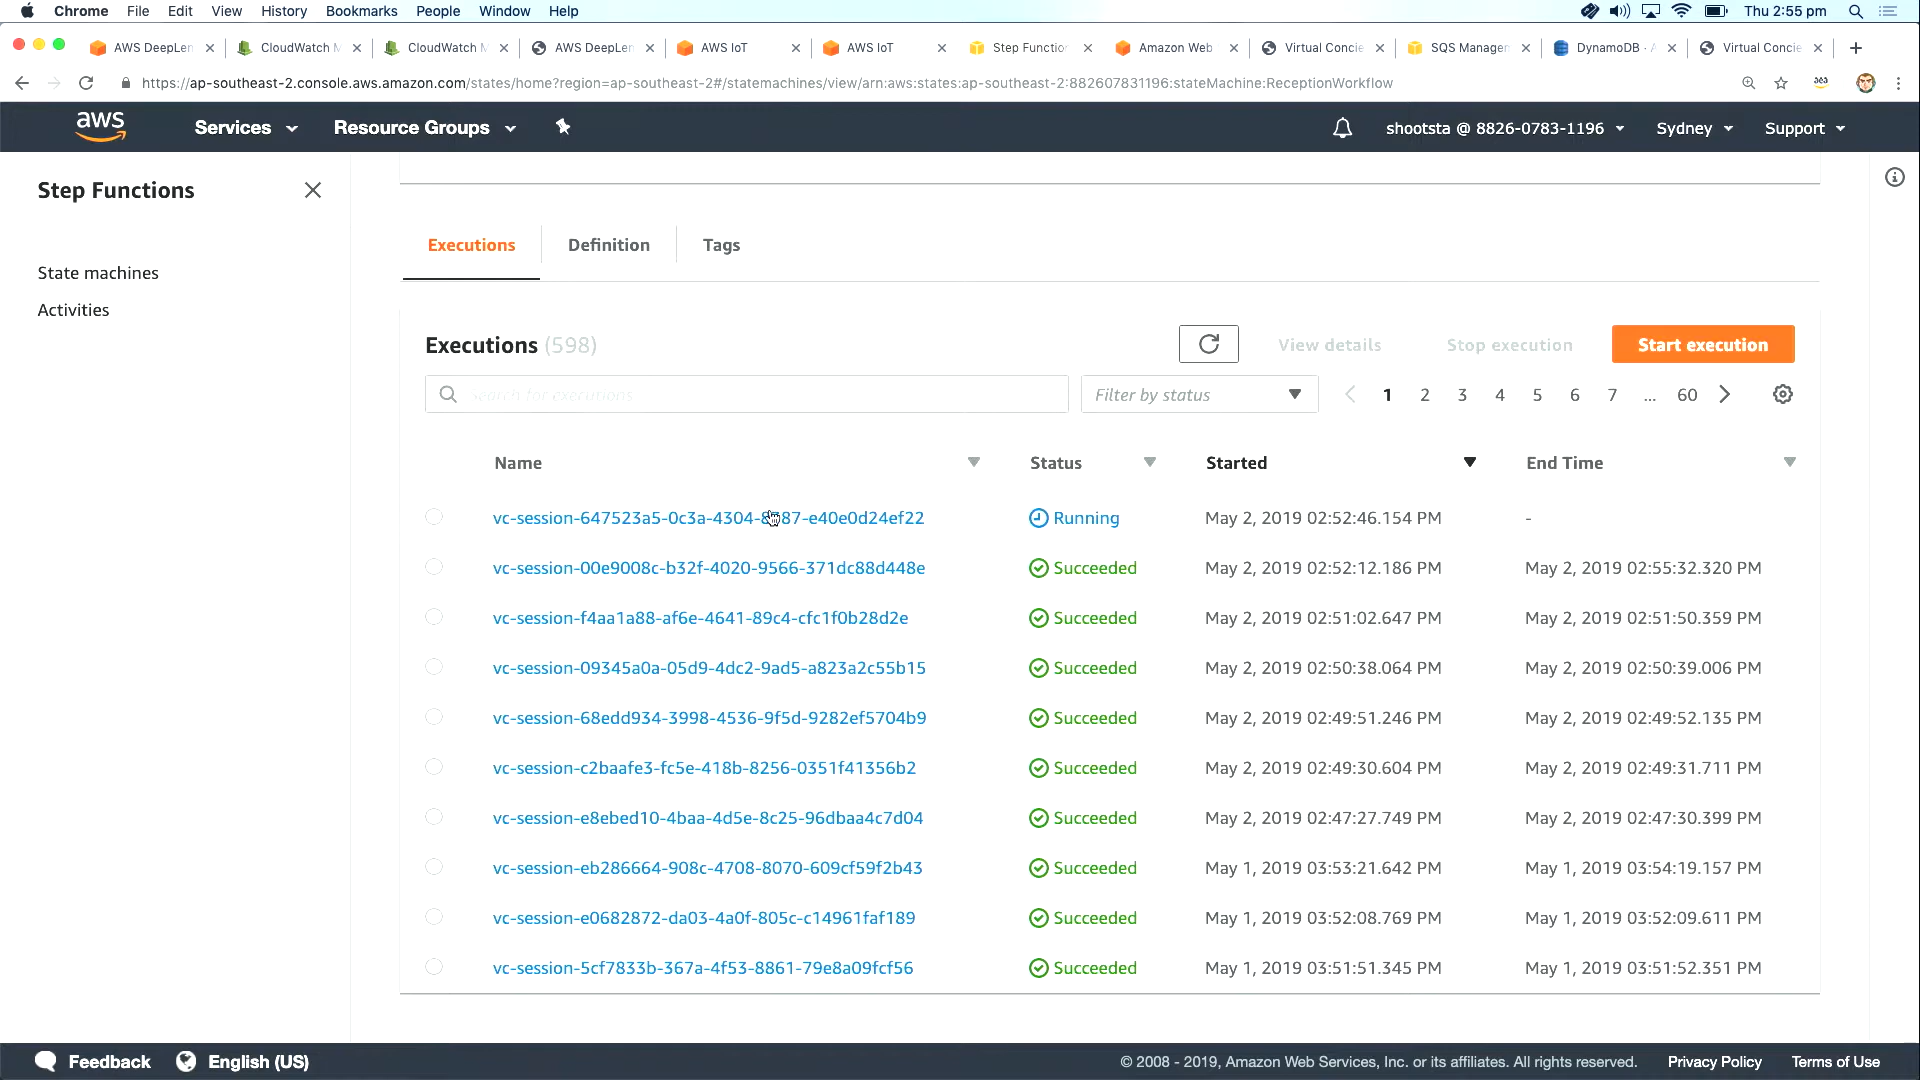 Chrome File Edit View History Bookmarks People Window Help Thu 2:55 pm
AWS DeepLen CloudWatch M CloudWatch M AWS DeepLen AWS IoT AWS IoT Step Functio Amazon Web Virtual Concie SQS Managem DynamoDB · A Virtual Concie
https://ap-southeast-2.console.aws.amazon.com/states/home?region=ap-southeast-2#/statemachines/view/arn:aws:states:ap-southeast-2:882607831196:stateMachine:ReceptionWorkflow
aws Services Resource Groups shootsta @ 8826-0783-1196 Sydney Support
Step Functions
State machines
Activities
Executions Definition Tags
Executions (598) View details Stop execution Start execution
Search for executions Filter by status 1 2 3 4 5 6 7 ... 60
Name Status Started End Time
vc-session-647523a5-0c3a-4304- 87-e40e0d24ef22 Running May 2, 2019 02:52:46.154 PM -
vc-session-00e9008c-b32f-4020-9566-371dc88d448e Succeeded May 2, 2019 02:52:12.186 PM May 2, 2019 02:55:32.320 PM
vc-session-f4aa1a88-af6e-4641-89c4-cfc1f0b28d2e Succeeded May 2, 2019 02:51:02.647 PM May 2, 2019 02:51:50.359 PM
vc-session-09345a0a-05d9-4dc2-9ad5-a823a2c55b15 Succeeded May 2, 2019 02:50:38.064 PM May 2, 2019 02:50:39.006 PM
vc-session-68edd934-3998-4536-9f5d-9282ef5704b9 Succeeded May 2, 2019 02:49:51.246 PM May 2, 2019 02:49:52.135 PM
vc-session-c2baafe3-fc5e-418b-8256-0351f41356b2 Succeeded May 2, 2019 02:49:30.604 PM May 2, 2019 02:49:31.711 PM
vc-session-e8ebed10-4baa-4d5e-8c25-96dbaa4c7d04 Succeeded May 2, 2019 02:47:27.749 PM May 2, 2019 02:47:30.399 PM
vc-session-eb286664-908c-4708-8070-609cf59f2b43 Succeeded May 1, 2019 03:53:21.642 PM May 1, 2019 03:54:19.157 PM
vc-session-e0682872-da03-4a0f-805c-c14961faf189 Succeeded May 1, 2019 03:52:08.769 PM May 1, 2019 03:52:09.611 PM
vc-session-5cf7833b-367a-4f53-8861-79e8a09fcf56 Succeeded May 1, 2019 03:51:51.345 PM May 1, 2019 03:51:52.351 PM
Feedback English (US) © 2008 - 2019, Amazon Web Services, Inc. or its affiliates. All rights reserved. Privacy Policy Terms of Use